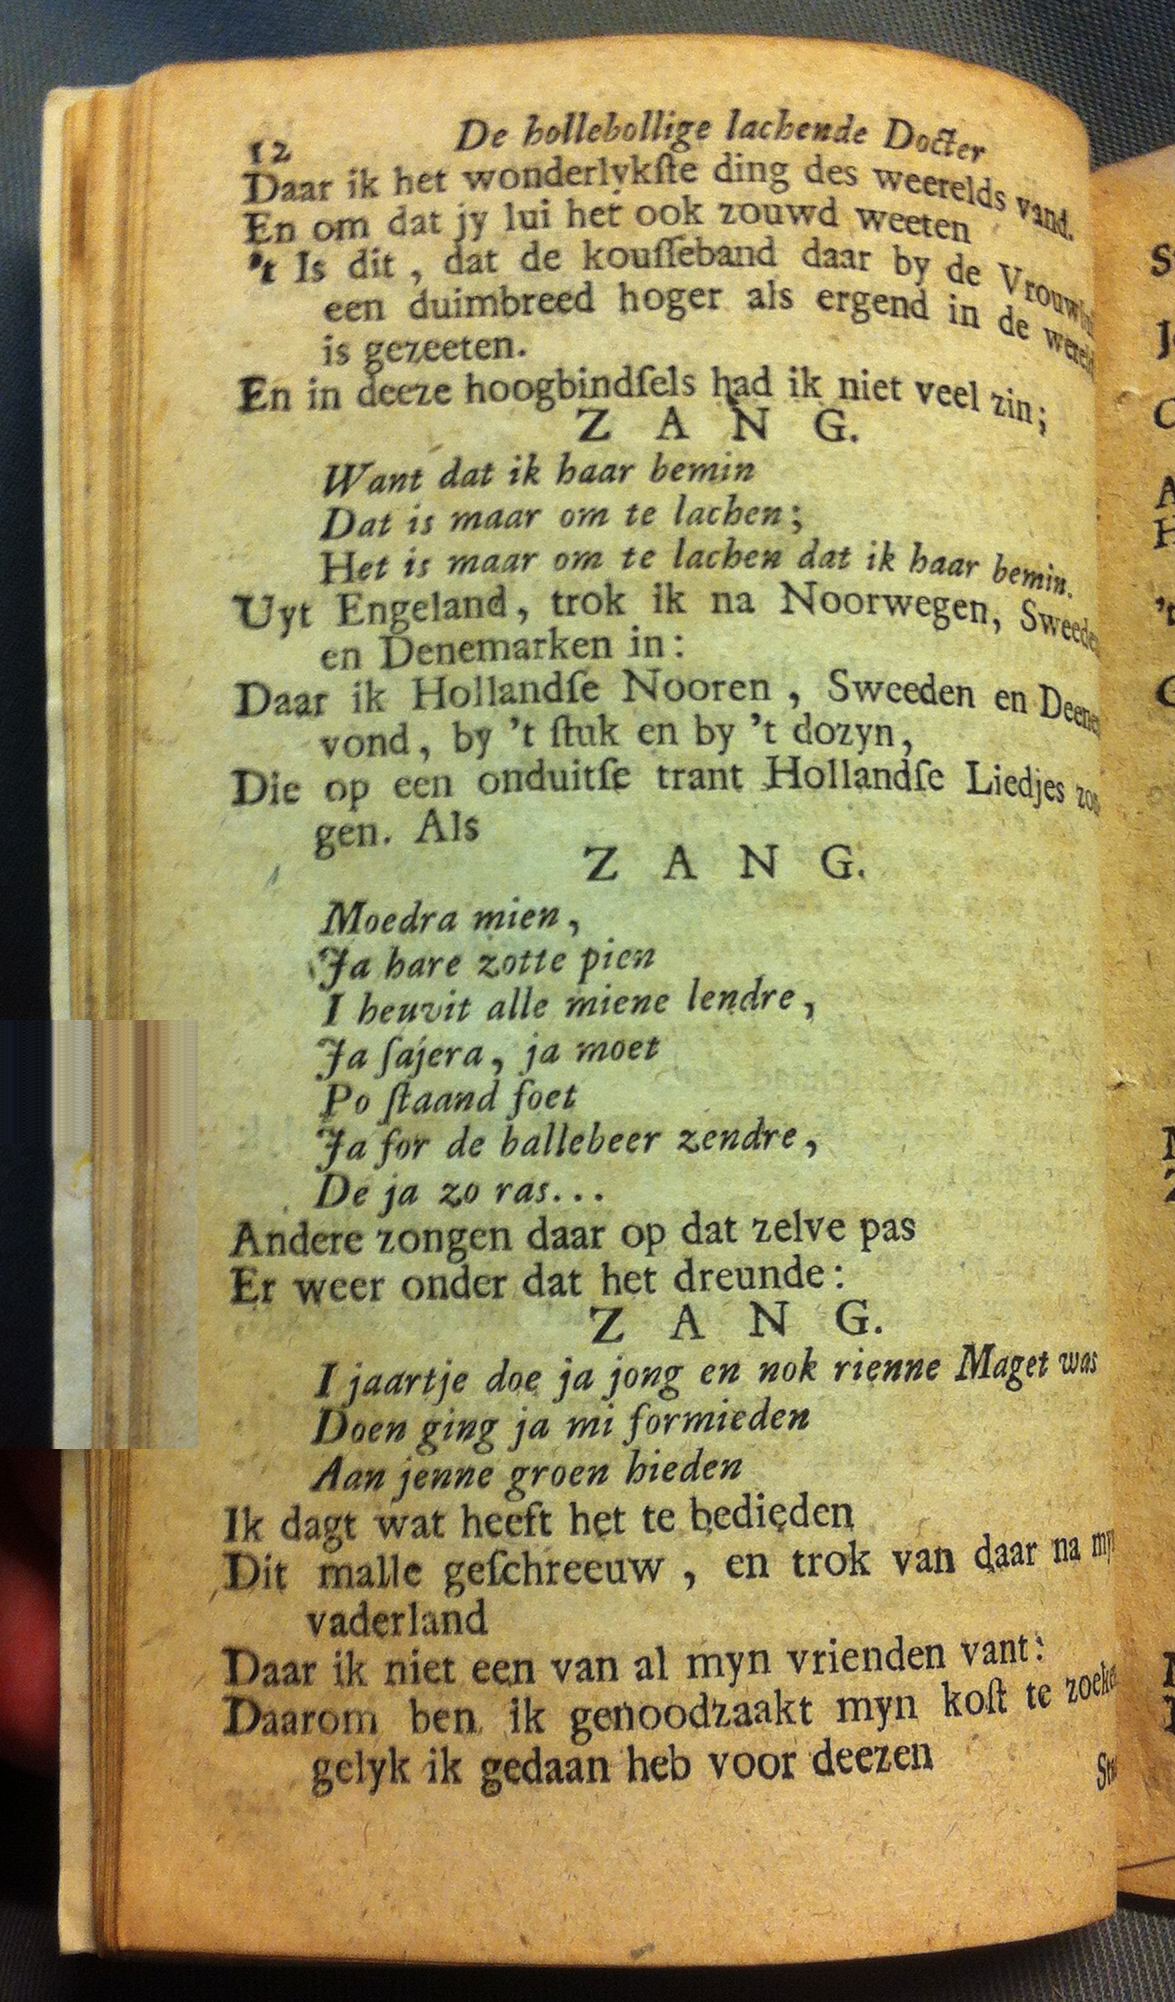 12 De hollebollige lachende Docter
Daar ik het wonderlykſte ding des weerelds vand.
En om dat jy lui het ook zouwd weeten
't Is dit , dat de kouſſeband daar by de
een duimbreed hoger als ergend in de
is gezeeten.
En in deeze hoogbindſels had ik niet veel zin;
Z A N G.
Want dat ik haar bemin
Dat is maar om te lachen;
Het is maar om te lachen dat ik haar bemin.
Uyt Engeland, trok ik na Noorwegen, Sweeden
en Denemarken in:
Daar ik Hollandſe Nooren , Sweeden en Deenen
vond, by 't ſtuk en by 't dozyn,
Die op een onduitſe trant Hollandſe Liedjes
gen. Als
Z A N G.
Moedra mien,
Ja hare zotte pien
I heuvit alle miene lendre,
Ja ſajera, ja moet
Po ſtaand foet
Ja for de ballebeer zendre,
De ja zo ras...
Andere zongen daar op dat zelve pas
Er weer onder dat het dreunde:
Z A N G.
I jaartje doe ja jong en nok rienne Maget was
Doen ging ja mi formieden
Aan jenne groen hieden
Ik dagt wat heeft het te bedieden
Dit malle geſchreeuw , en trok van daar na
vaderland
Daar ik niet een van al myn vrienden vant:
Daarom ben ik genoodzaakt myn koſt te zoeken
gelyk ik gedaan heb voor deezen